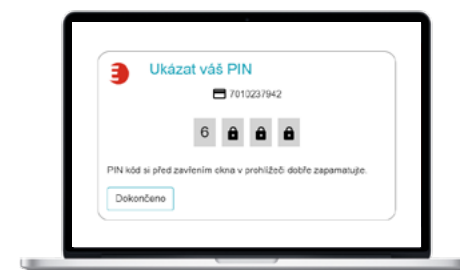 Ukázat váš PIN
7010237942
6
PIN kód si před zavřením okna v prohlížeči dobře zapamatujte.
Dokončeno